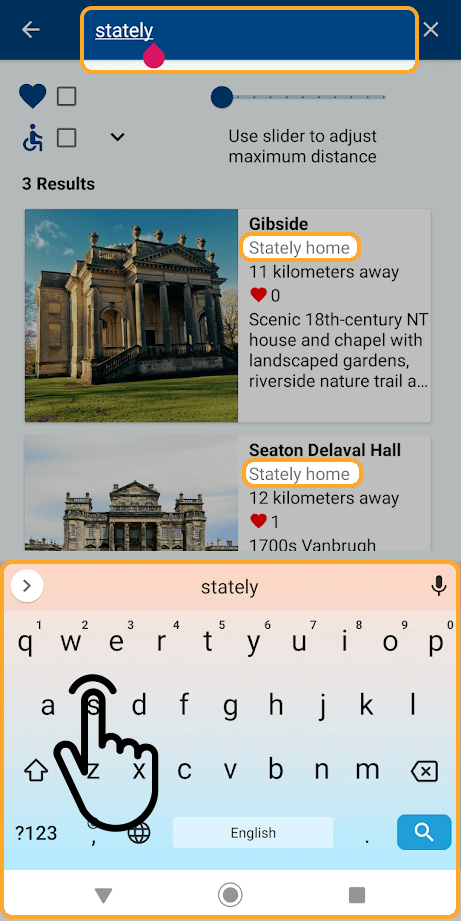 stately
Use slider to adjust
maximum distance
3 Results
Gibside
Stately home
11 kilometers away
0
Scenic 18th-century NT
house and chapel with
landscaped gardens,
riverside nature trail a...
Seaton Delaval Hall
Stately home
12 kilometers away
1
1700s Vanbrugh
stately
1 2 3 4 5 6 7 8 9 0
q w e r t y u i o p
a s d f g h j k l
z x c v b n m
?123 , English .